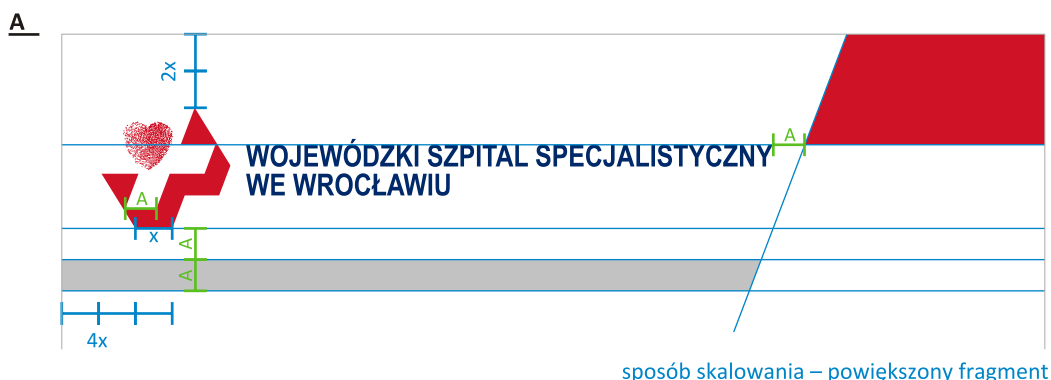 A
2x
A
WOJEWÓDZKI SZPITAL SPECJALISTYCZNY
WE WROCŁAWIU
A
x
A
A
4x
sposób skalowania – powiększony fragment